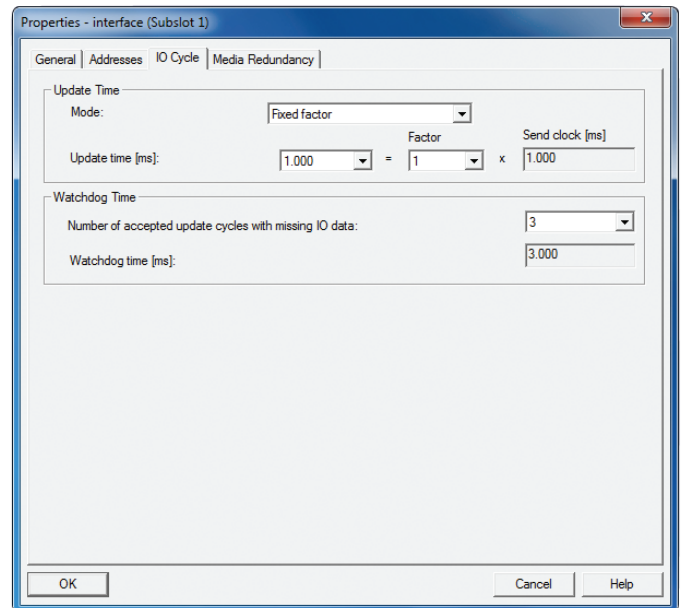 Properties - interface (Subslot 1)
x
General Addresses IO Cycle Media Redundancy
Update Time
Mode: Fixed factor
Factor Send clock [ms]
Update time [ms]: 1.000 = 1 x 1.000
Watchdog Time
Number of accepted update cycles with missing IO data: 3
Watchdog time [ms]: 3.000
OK Cancel Help